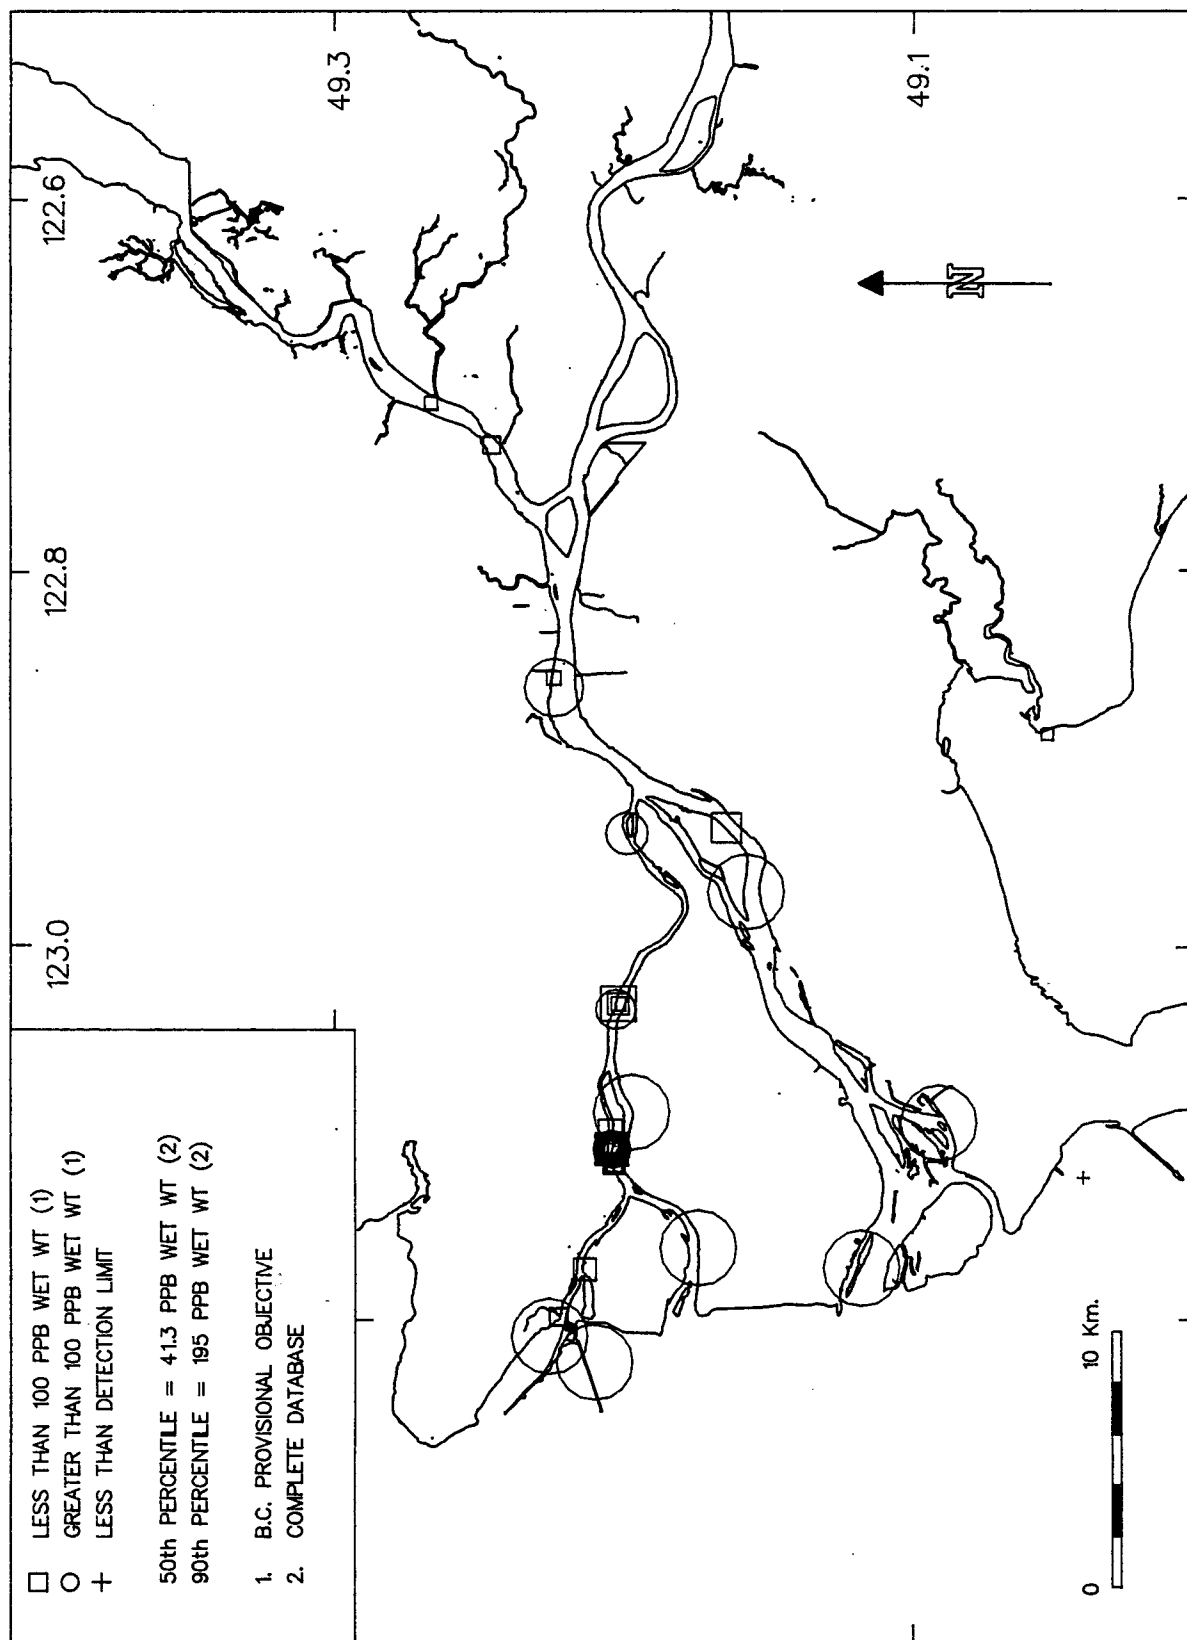 LESS THAN 100 PPB WET WT (1)
GREATER THAN 100 PPB WET WT (1)
LESS THAN DETECTION LIMIT
50th PERCENTILE = 41.3 PPB WET WT (2)
90th PERCENTILE = 195 PPB WET WT (2)
1. B.C. PROVISIONAL OBJECTIVE
2. COMPLETE DATABASE
123.0
122.8
122.6
49.3
49.1
N
0
10 Km.